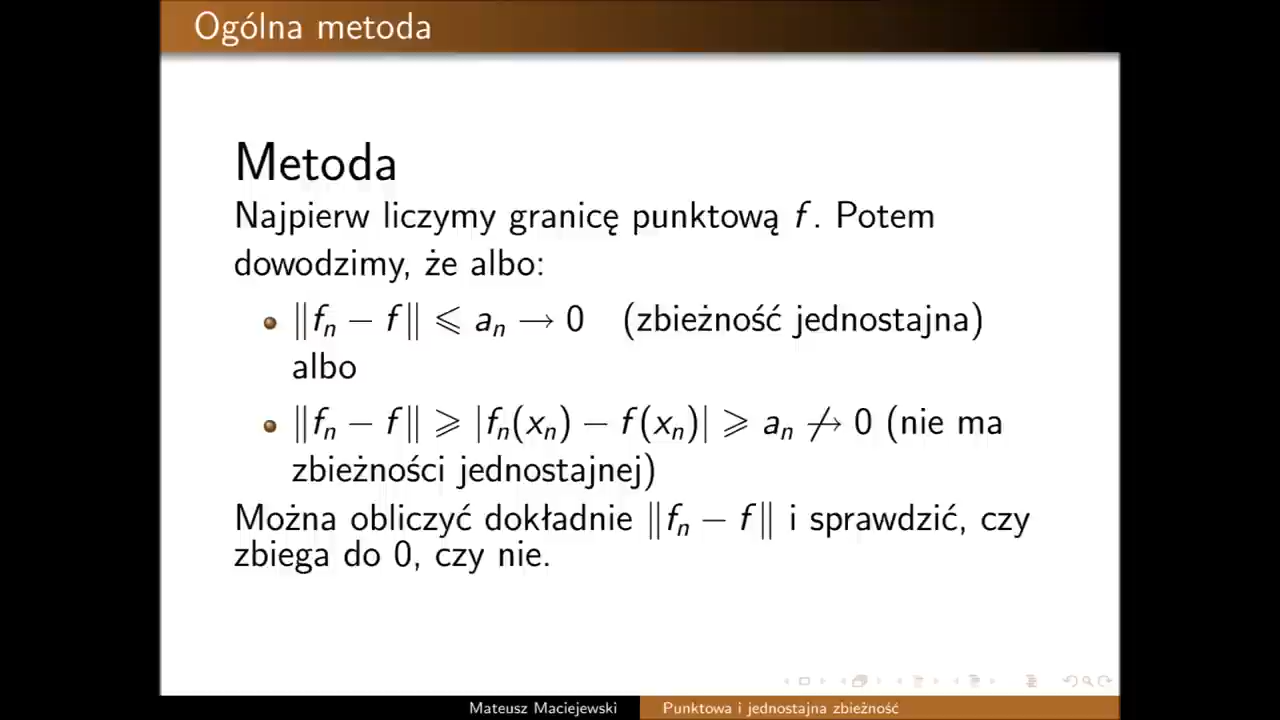 Ogólna metoda
Metoda
Najpierw liczymy granicę punktową f. Potem
dowodzimy, że albo:
‖fₙ − f‖ ⩽ aₙ → 0 (zbieżność jednostajna)
albo
‖fₙ − f‖ ⩾ |fₙ(xₙ) − f(xₙ)| ⩾ aₙ ↛ 0 (nie ma
zbieżności jednostajnej)
Można obliczyć dokładnie ‖fₙ − f‖ i sprawdzić, czy
zbiega do 0, czy nie.
Mateusz Maciejewski
Punktowa i jednostajna zbieżność